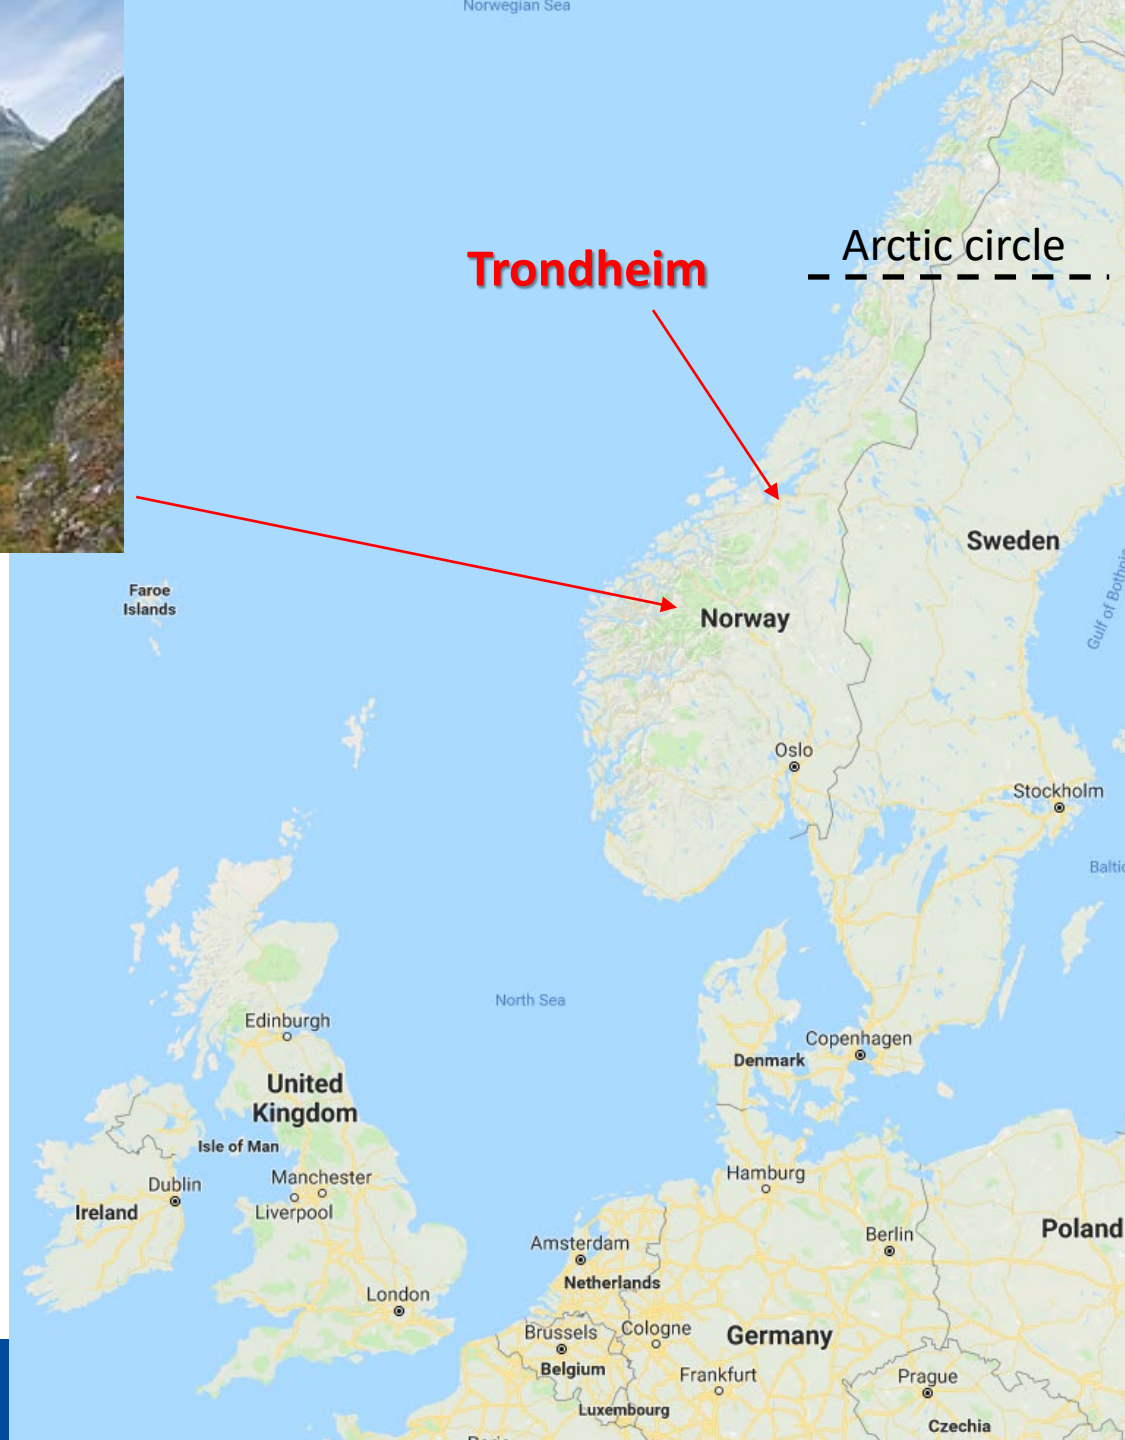 Norwegian Sea
Arctic circle
Trondheim
Sweden
Gulf of
Faroe
Islands
Norway
Oslo
Stockholm
North Sea
Edinburgh
Copenhagen
Denmark
United
Kingdom
Isle of Man
Hamburg
Manchester
Dublin
Liverpool
Ireland
Berlin
Poland
Amsterdam
Netherlands
London
Brussels
Cologne
Germany
Belgium
Frankfurt
Prague
Luxembourg
Czechia